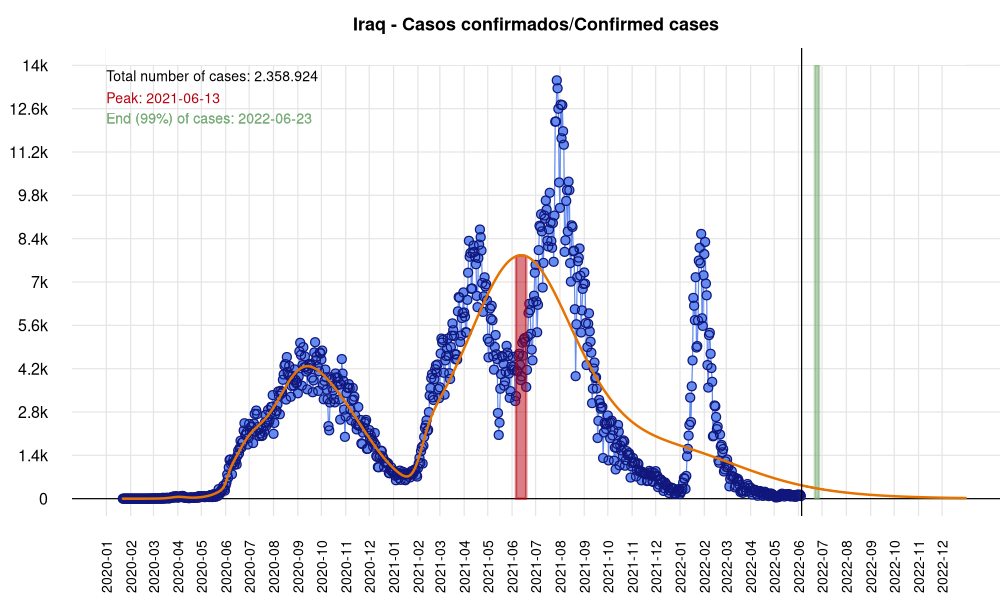 Iraq - Casos confirmados/Confirmed cases
Total number of cases: 2.358.924
Peak: 2021-06-13
End (99%) of cases: 2022-06-23
14k
12.6k
11.2k
9.8k
8.4k
7k
5.6k
4.2k
2.8k
1.4k
0
2020-01
2020-02
2020-03
2020-04
2020-05
2020-06
2020-07
2020-08
2020-09
2020-10
2020-11
2020-12
2021-01
2021-02
2021-03
2021-04
2021-05
2021-06
2021-07
2021-08
2021-09
2021-10
2021-11
2021-12
2022-01
2022-02
2022-03
2022-04
2022-05
2022-06
2022-07
2022-08
2022-09
2022-10
2022-11
2022-12